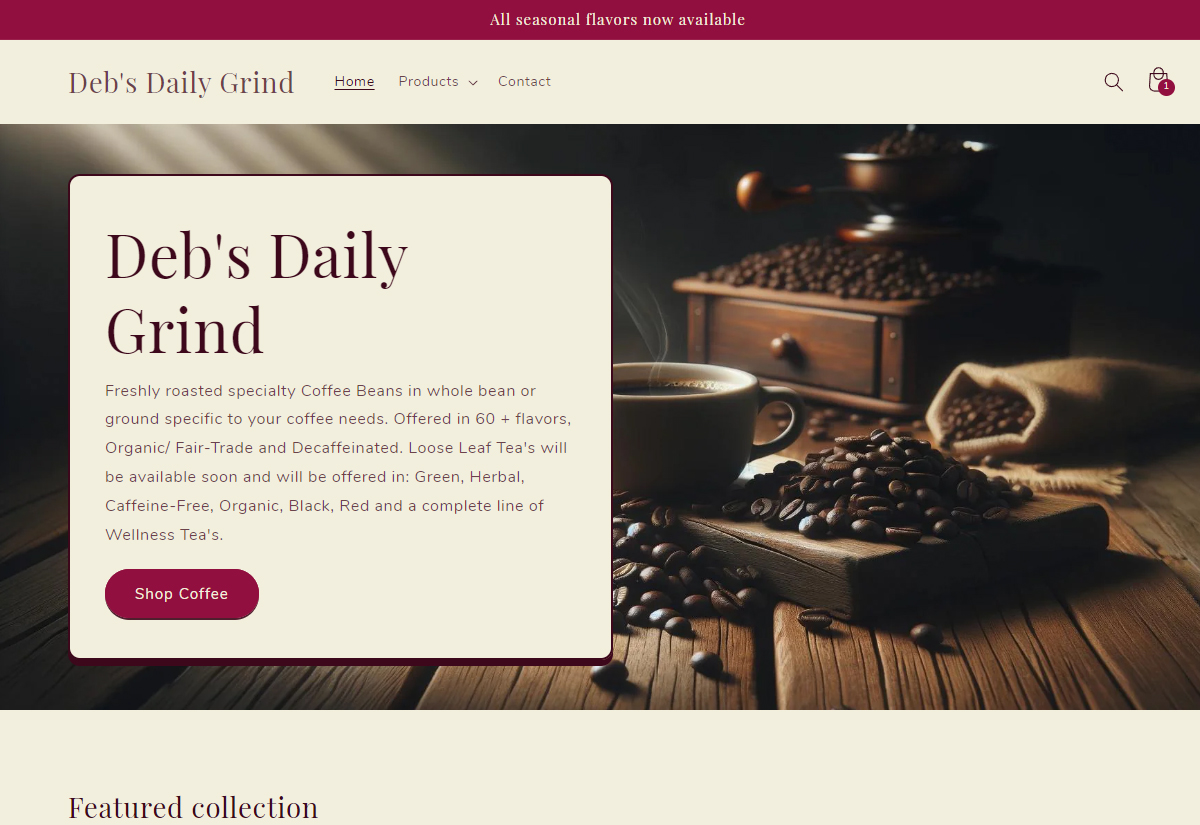 All seasonal flavors now available
Deb's Daily Grind
Home
Products
Contact
1
Deb's Daily
Grind
Freshly roasted specialty Coffee Beans in whole bean or
ground specific to your coffee needs. Offered in 60 + flavors,
Organic/ Fair-Trade and Decaffeinated. Loose Leaf Tea's will
be available soon and will be offered in: Green, Herbal,
Caffeine-Free, Organic, Black, Red and a complete line of
Wellness Tea's.
Shop Coffee
Featured collection